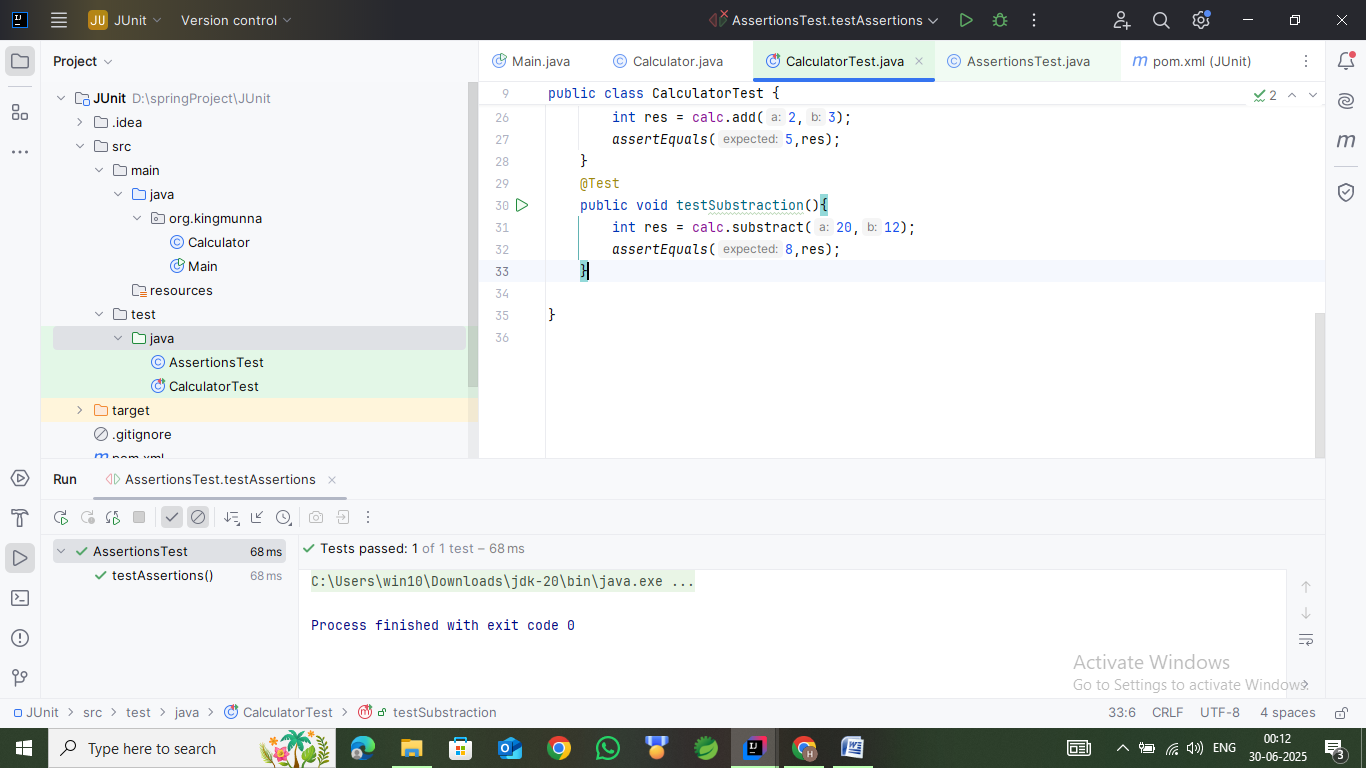 JU JUnit Version control AssertionsTest.testAssertions
Project
JUnit D:\springProject\JUnit
.idea
src
main
java
org.kingmunna
Calculator
Main
resources
test
java
AssertionsTest
CalculatorTest
target
.gitignore
pom.xml
Main.java Calculator.java CalculatorTest.java AssertionsTest.java m pom.xml (JUnit)
9 public class CalculatorTest { 2
26 int res = calc.add( a: 2, b: 3);
27 assertEquals( expected: 5,res);
28 }
29 @Test
30 public void testSubstraction(){
31 int res = calc.substract( a: 20, b: 12);
32 assertEquals( expected: 8,res);
33 }
34
35 }
36
Run AssertionsTest.testAssertions
AssertionsTest 68 ms
testAssertions() 68 ms
Tests passed: 1 of 1 test – 68 ms
C:\Users\win10\Downloads\jdk-20\bin\java.exe ...
Process finished with exit code 0
Activate Windows
Go to Settings to activate Windows.
JUnit > src > test > java > CalculatorTest > testSubstraction 33:6 CRLF UTF-8 4 spaces
Type here to search
ENG
00:12
30-06-2025
3